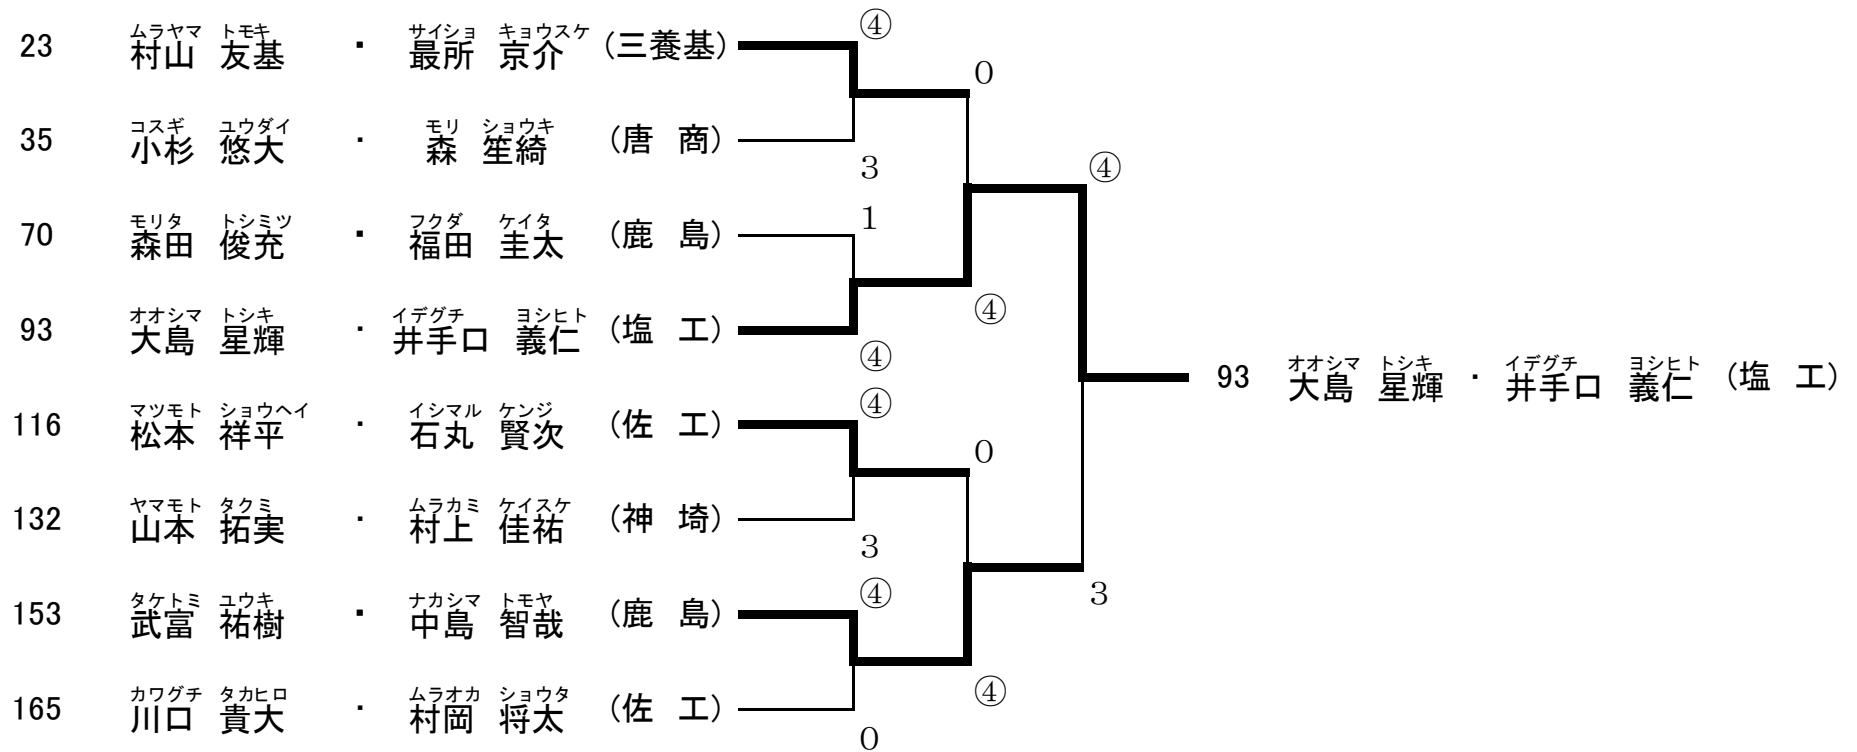 ムラヤマ トモキ サイショ キョウスケ ④
23 村山 友基 ・ 最所 京介 (三養基)
0
コスギ ユウダイ モリ ショウキ
35 小杉 悠大 ・ 森 笙綺 (唐 商)
3 ④
モリタ トシミツ フクダ ケイタ 1
70 森田 俊充 ・ 福田 圭太 (鹿 島)
④
オオシマ トシキ イデグチ ヨシヒト
93 大島 星輝 ・ 井手口 義仁 (塩 工)
④
オオシマ トシキ イデグチ ヨシヒト
93 大島 星輝 ・ 井手口 義仁 (塩 工)
マツモト ショウヘイ イシマル ケンジ ④
116 松本 祥平 ・ 石丸 賢次 (佐 工)
0
ヤマモト タクミ ムラカミ ケイスケ
132 山本 拓実 ・ 村上 佳祐 (神 埼)
3
タケトミ ユウキ ナカシマ トモヤ ④ 3
153 武富 祐樹 ・ 中島 智哉 (鹿 島)
④
カワグチ タカヒロ ムラオカ ショウタ
165 川口 貴大 ・ 村岡 将太 (佐 工)
0